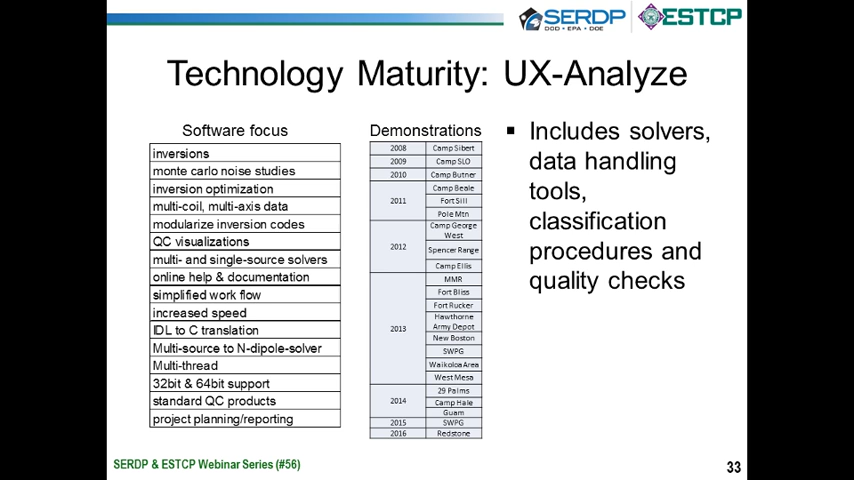 SERDP
DOD • EPA • DOE
ESTCP
Technology Maturity: UX-Analyze
Software focus
inversions
monte carlo noise studies
inversion optimization
multi-coil, multi-axis data
modularize inversion codes
QC visualizations
multi- and single-source solvers
online help & documentation
simplified work flow
increased speed
IDL to C translation
Multi-source to N-dipole-solver
Multi-thread
32bit & 64bit support
standard QC products
project planning/reporting
Demonstrations
2008 Camp Sibert
2009 Camp SLO
2010 Camp Butner
2011 Camp Beale
Fort Sill
Pole Mtn
2012 Camp George
West
Spencer Range
Camp Ellis
2013 MMR
Fort Bliss
Fort Rucker
Hawthorne
Army Depot
New Boston
SWPG
Waikoloa Area
West Mesa
2014 29 Palms
Camp Hale
Guam
2015 SWPG
2016 Redstone
▪ Includes solvers,
data handling
tools,
classification
procedures and
quality checks
SERDP & ESTCP Webinar Series (#56)
33